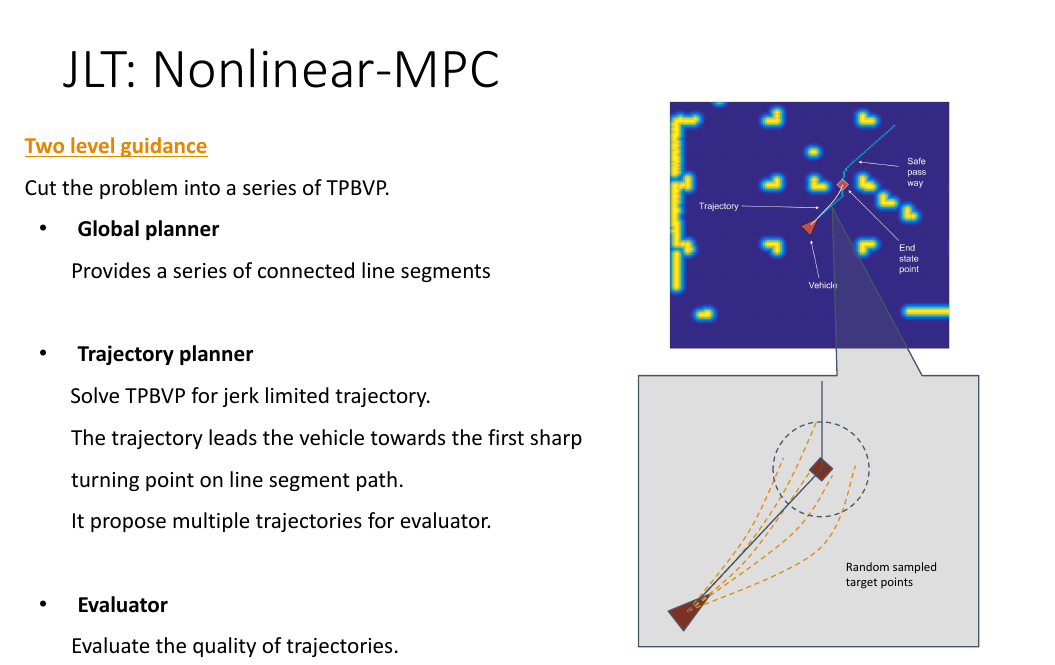 JLT: Nonlinear-MPC
Two level guidance
Cut the problem into a series of TPBVP.
• Global planner
Provides a series of connected line segments
• Trajectory planner
Solve TPBVP for jerk limited trajectory.
The trajectory leads the vehicle towards the first sharp
turning point on line segment path.
It propose multiple trajectories for evaluator.
• Evaluator
Evaluate the quality of trajectories.
Safe
pass
way
Trajectory
End
state
point
Vehicle
Random sampled
target points